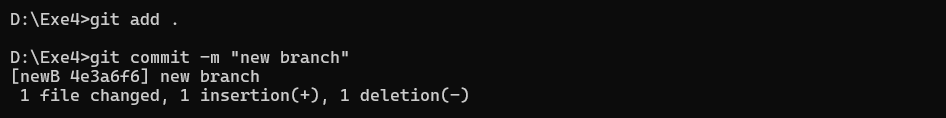 D:\Exe4>git add .
D:\Exe4>git commit -m "new branch"
[newB 4e3a6f6] new branch
 1 file changed, 1 insertion(+), 1 deletion(-)